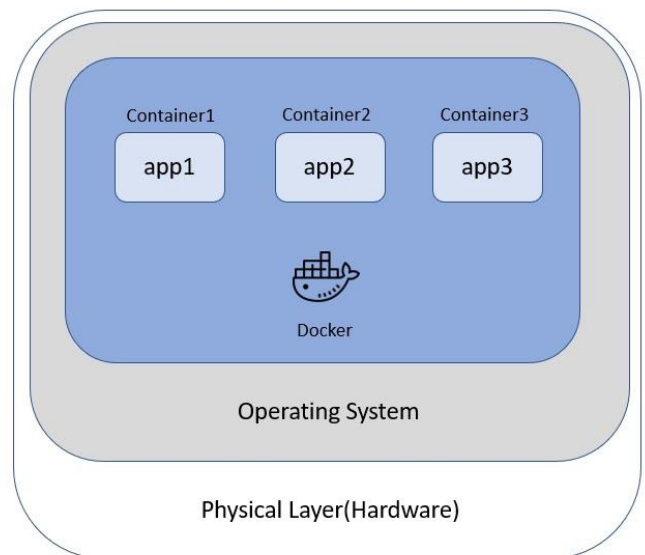 Container1
Container2
Container3
app1
app2
app3
Docker
Operating System
Physical Layer(Hardware)